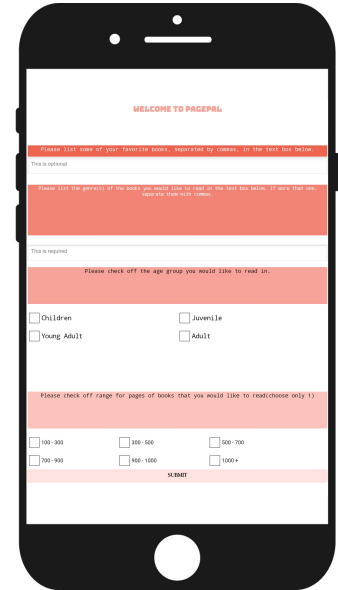 WELCOME TO PAGEPAL
Please list some of your favorite books, separated by commas, in the text box below.
This is optional
Please list the genre(s) of the books you would like to read in the text box below. If more than one,
separate them with commas.
This is required
Please check off the age group you would like to read in.
Children Juvenile
Young Adult Adult
Please check off range for pages of books that you would like to read(choose only 1)
100 - 300 300 - 500 500 - 700
700 - 900 900 - 1000 1000 +
SUBMIT